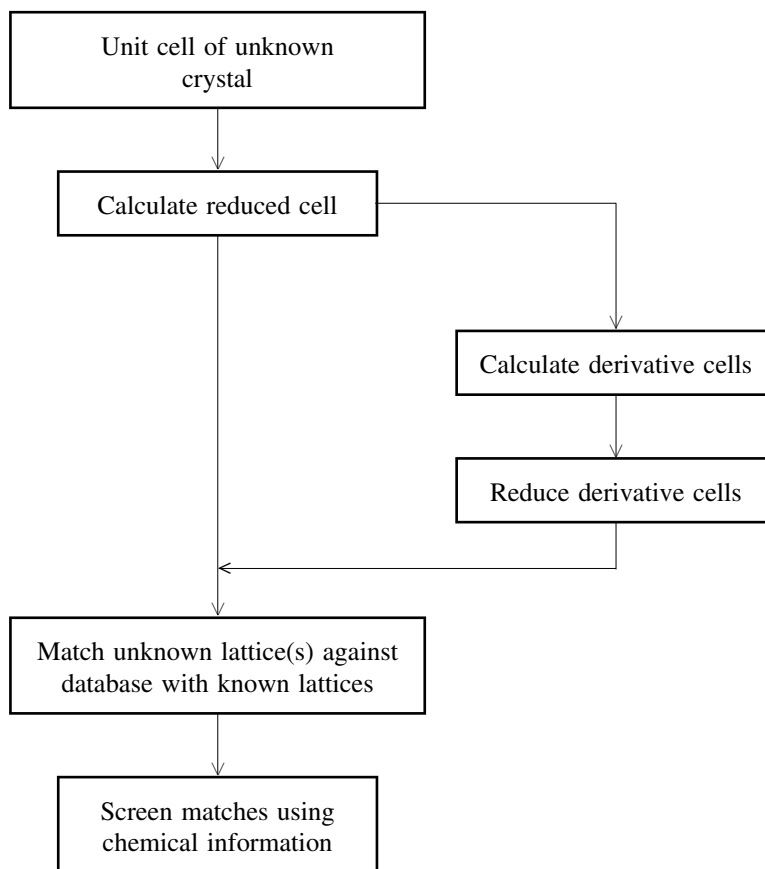 Unit cell of unknown
crystal
Calculate reduced cell
Calculate derivative cells
Reduce derivative cells
Match unknown lattice(s) against
database with known lattices
Screen matches using
chemical information